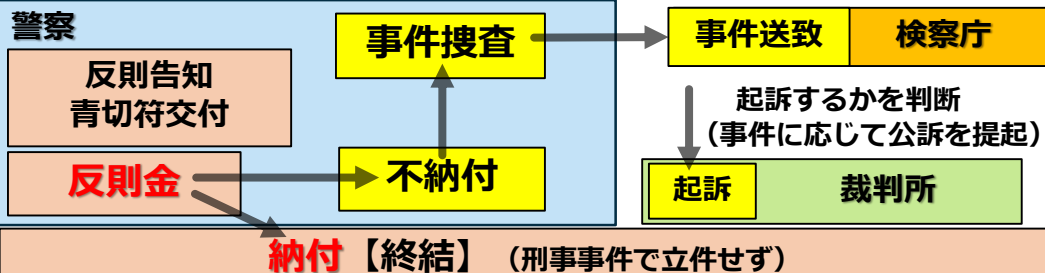 警察
反則告知
青切符交付
反則金
不納付
事件捜査
事件送致
検察庁
起訴するかを判断
（事件に応じて公訴を提起）
起訴
裁判所
納付【終結】（刑事事件で立件せず）